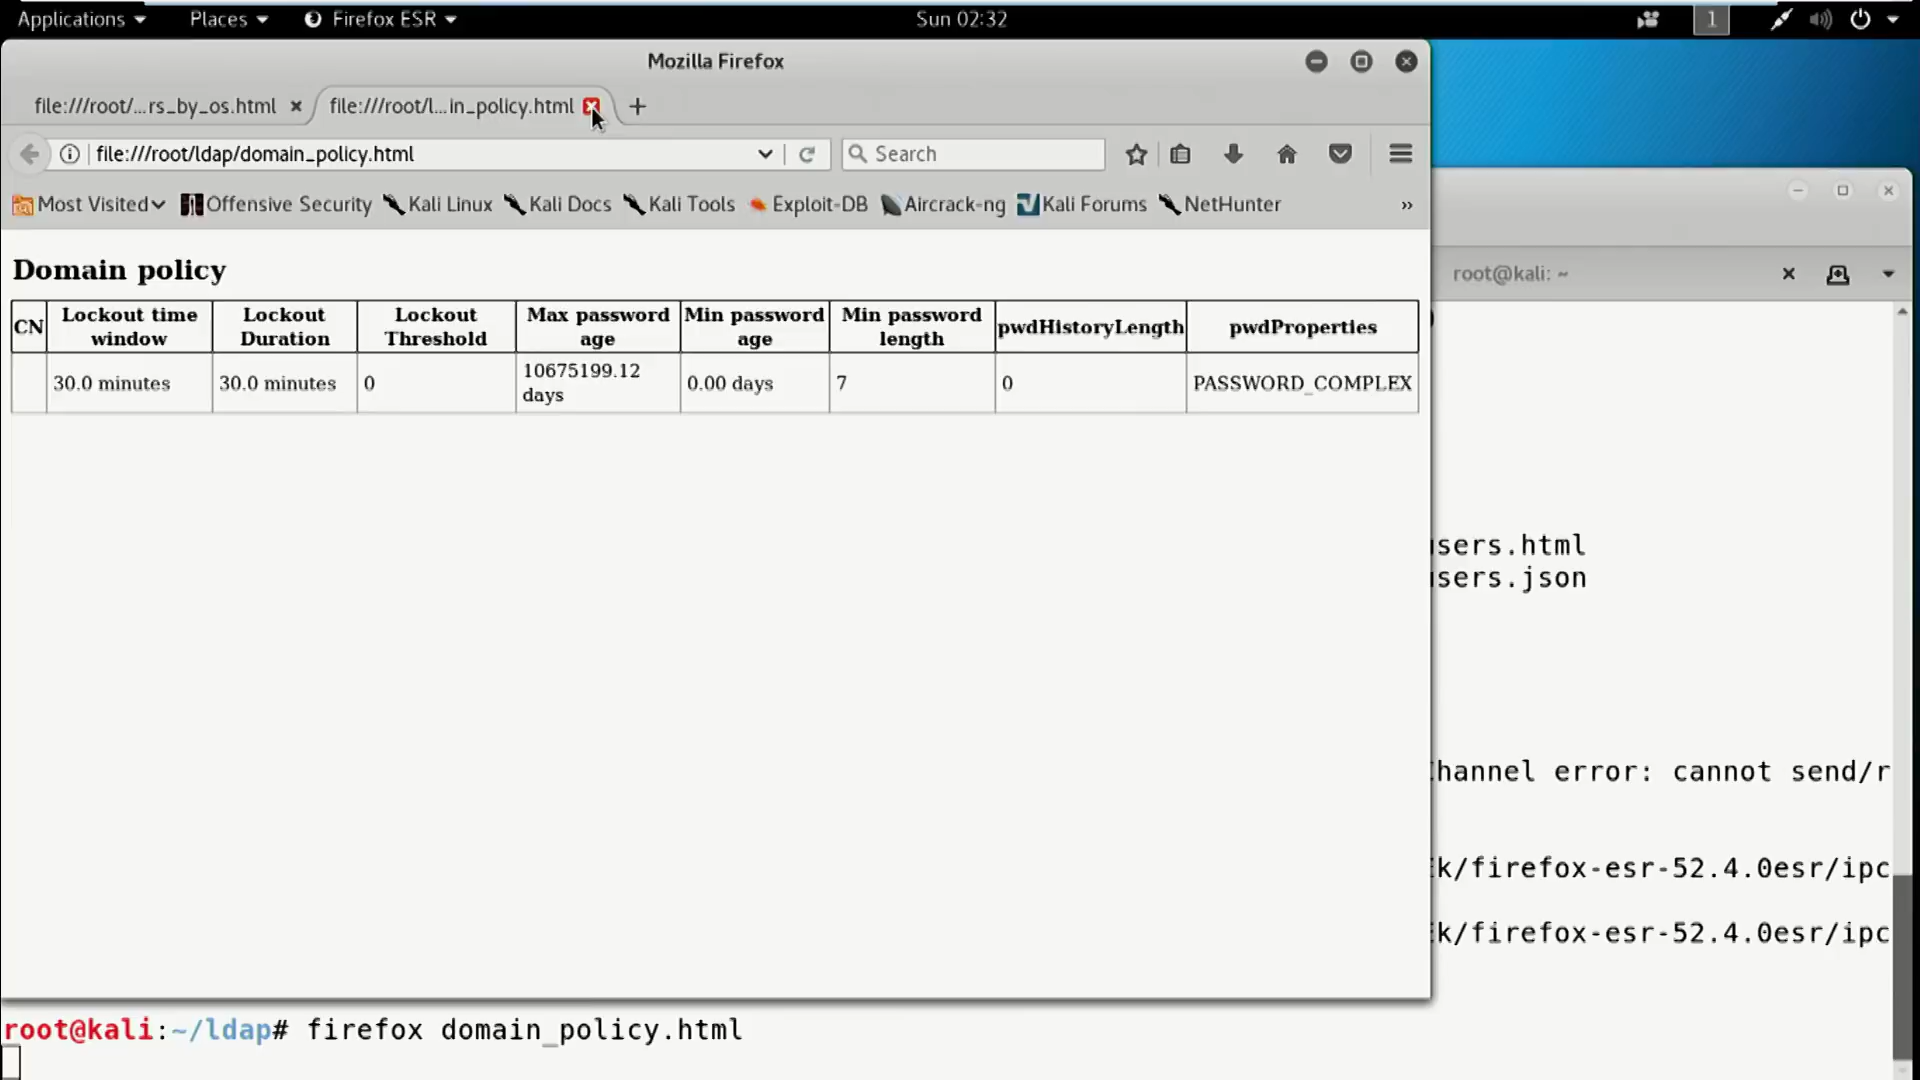 Applications Places Firefox ESR Sun 02:32 1
Mozilla Firefox
file:///root/...rs_by_os.html file:///root/l...in_policy.html
file:///root/ldap/domain_policy.html Search
Most Visited Offensive Security Kali Linux Kali Docs Kali Tools Exploit-DB Aircrack-ng Kali Forums NetHunter »
root@kali: ~
Domain policy
CN Lockout time window Lockout Duration Lockout Threshold Max password age Min password age Min password length pwdHistoryLength pwdProperties
30.0 minutes 30.0 minutes 0 10675199.12 days 0.00 days 7 0 PASSWORD_COMPLEX
sers.html
sers.json
hannel error: cannot send/r
k/firefox-esr-52.4.0esr/ipc
k/firefox-esr-52.4.0esr/ipc
root@kali:~/ldap# firefox domain_policy.html